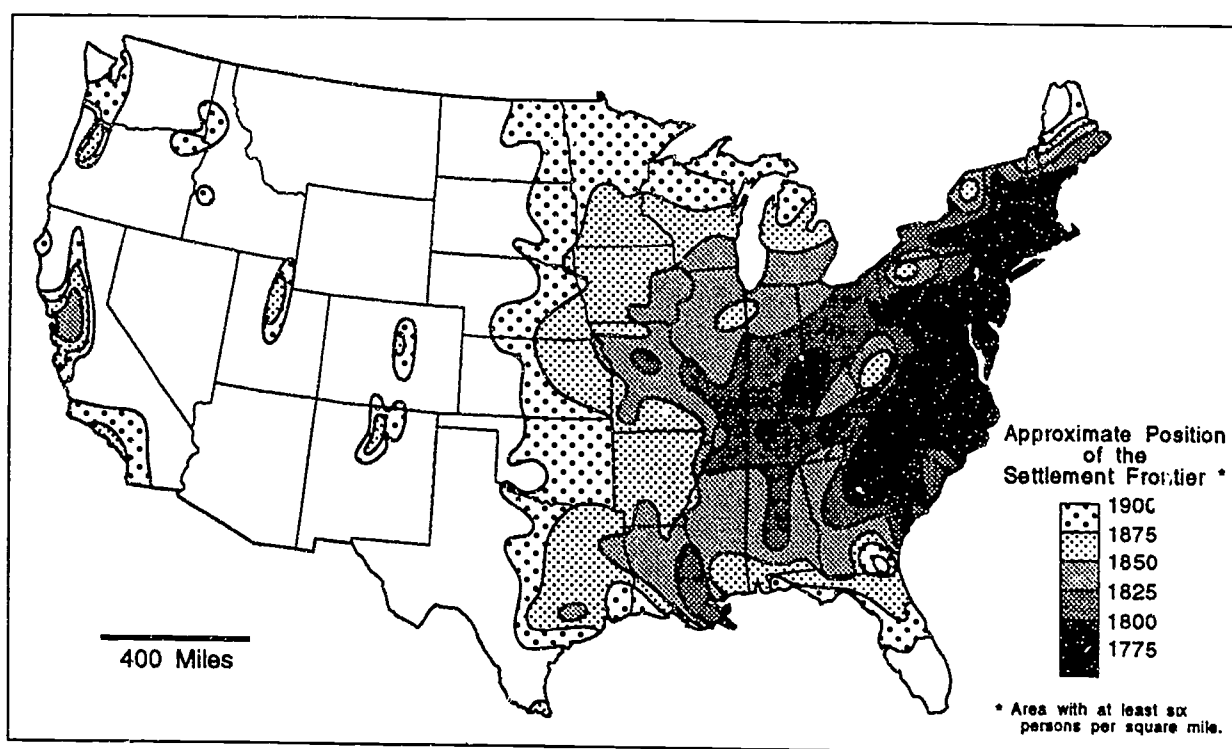 400 Miles
Approximate Position
of the
Settlement Frontier *
1900
1875
1850
1825
1800
1775
* Area with at least six
persons per square mile.